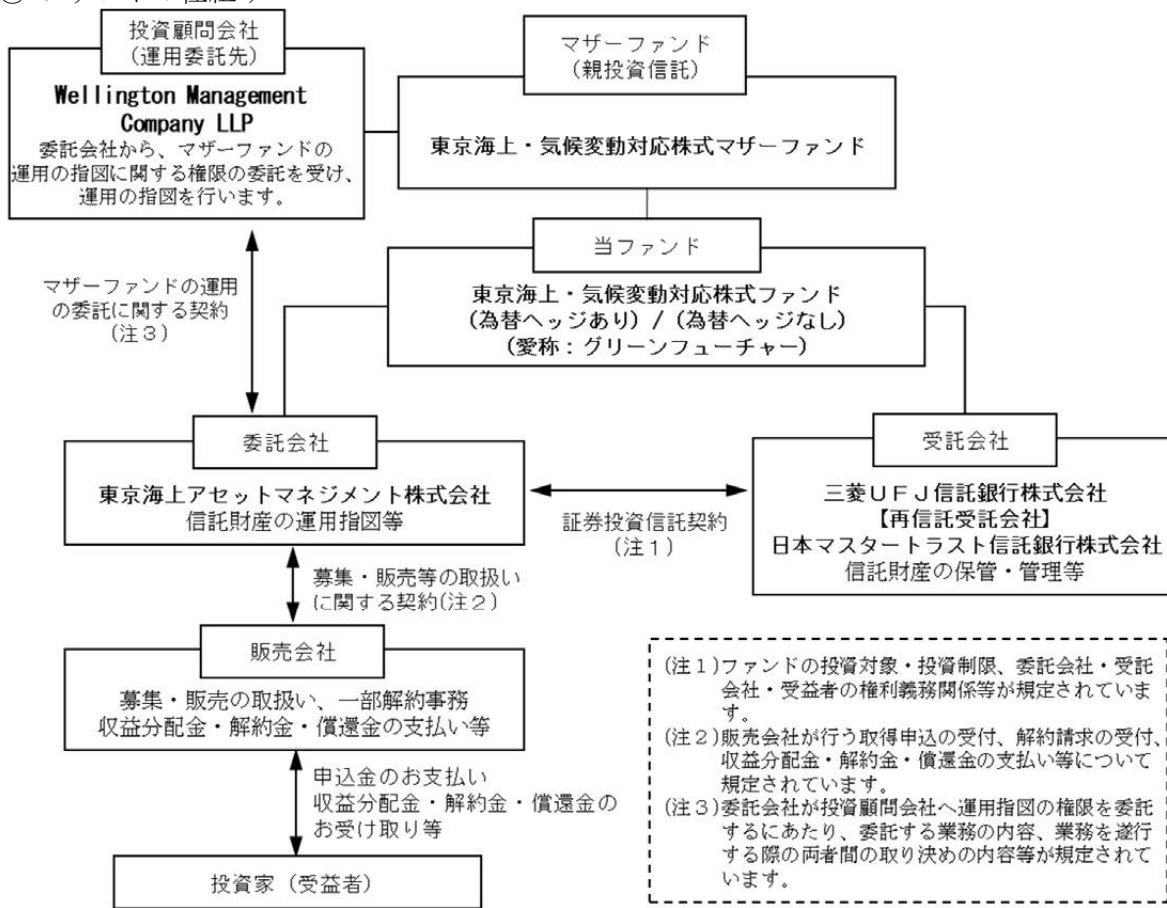 投資顧問会社
(運用委託先)
Wellington Management
Company LLP
委託会社から、マザーファンドの
運用の指図に関する権限の委託を受け、
運用の指図を行います。
マザーファンド
(親投資信託)
東京海上・気候変動対応株式マザーファンド
当ファンド
東京海上・気候変動対応株式ファンド
(為替ヘッジあり) / (為替ヘッジなし)
(愛称:グリーンフューチャー)
マザーファンドの運用
の委託に関する契約
(注3)
委託会社
東京海上アセットマネジメント株式会社
信託財産の運用指図等
証券投資信託契約
(注1)
受託会社
三菱UFJ信託銀行株式会社
【再信託受託会社】
日本マスタートラスト信託銀行株式会社
信託財産の保管・管理等
募集・販売等の取扱い
に関する契約(注2)
販売会社
募集・販売の取扱い、一部解約事務
収益分配金・解約金・償還金の支払い等
申込金のお支払い
収益分配金・解約金・償還金の
お受け取り等
投資家(受益者)
(注1)ファンドの投資対象・投資制限、委託会社・受託
会社・受益者の権利義務関係等が規定されていま
す。
(注2)販売会社が行う取得申込の受付、解約請求の受付、
収益分配金・解約金・償還金の支払い等について
規定されています。
(注3)委託会社が投資顧問会社へ運用指図の権限を委託
するにあたり、委託する業務の内容、業務を遂行
する際の両者間の取り決めの内容等が規定されて
います。